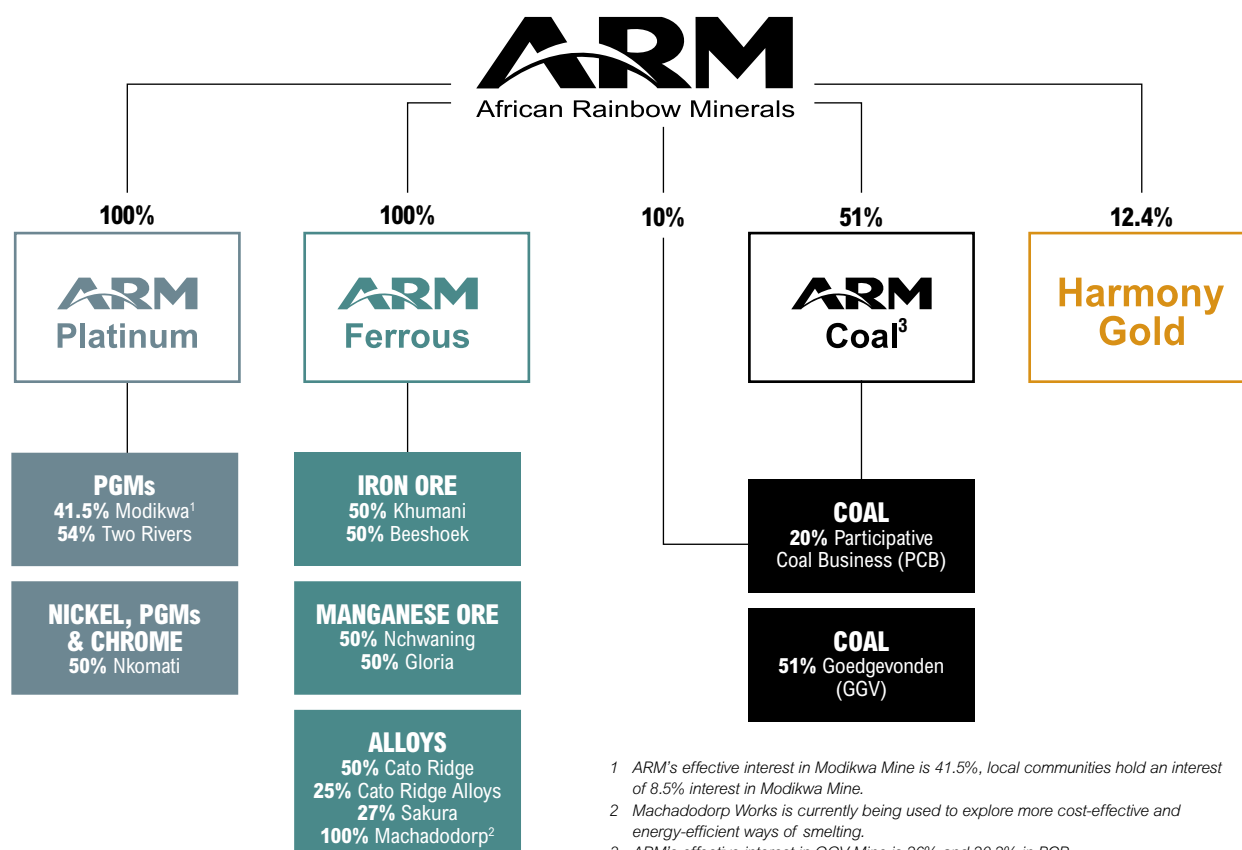 ARM
African Rainbow Minerals
100%
ARM
Platinum
PGMs
41.5% Modikwa1
54% Two Rivers
NICKEL, PGMs
& CHROME
50% Nkomati
100%
ARM
Ferrous
IRON ORE
50% Khumani
50% Beeshoek
MANGANESE ORE
50% Nchwaning
50% Gloria
ALLOYS
50% Cato Ridge
25% Cato Ridge Alloys
27% Sakura
100% Machadodorp2
10%
51%
ARM
Coal3
COAL
20% Participative
Coal Business (PCB)
COAL
51% Goedgevonden
(GGV)
12.4%
Harmony
Gold
1 ARM's effective interest in Modikwa Mine is 41.5%, local communities hold an interest
of 8.5% interest in Modikwa Mine.
2 Machadodorp Works is currently being used to explore more cost-effective and
energy-efficient ways of smelting.